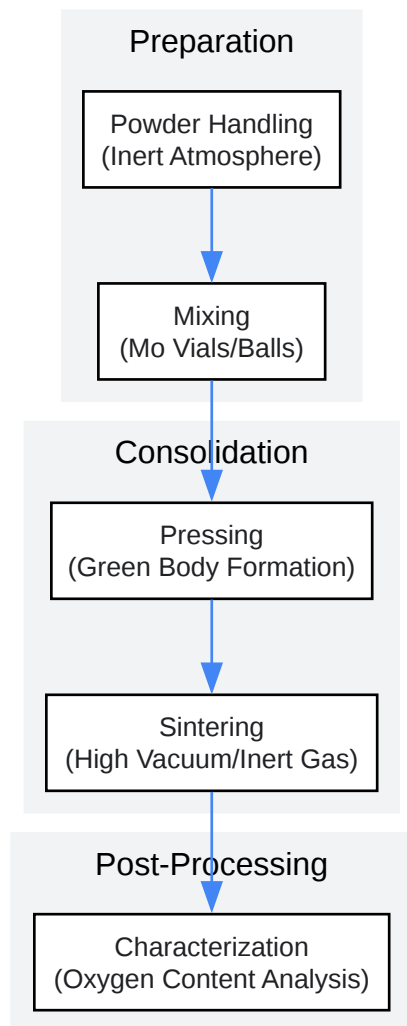 Preparation
Powder Handling
(Inert Atmosphere)
Mixing
(Mo Vials/Balls)
Consolidation
Pressing
(Green Body Formation)
Sintering
(High Vacuum/Inert Gas)
Post-Processing
Characterization
(Oxygen Content Analysis)